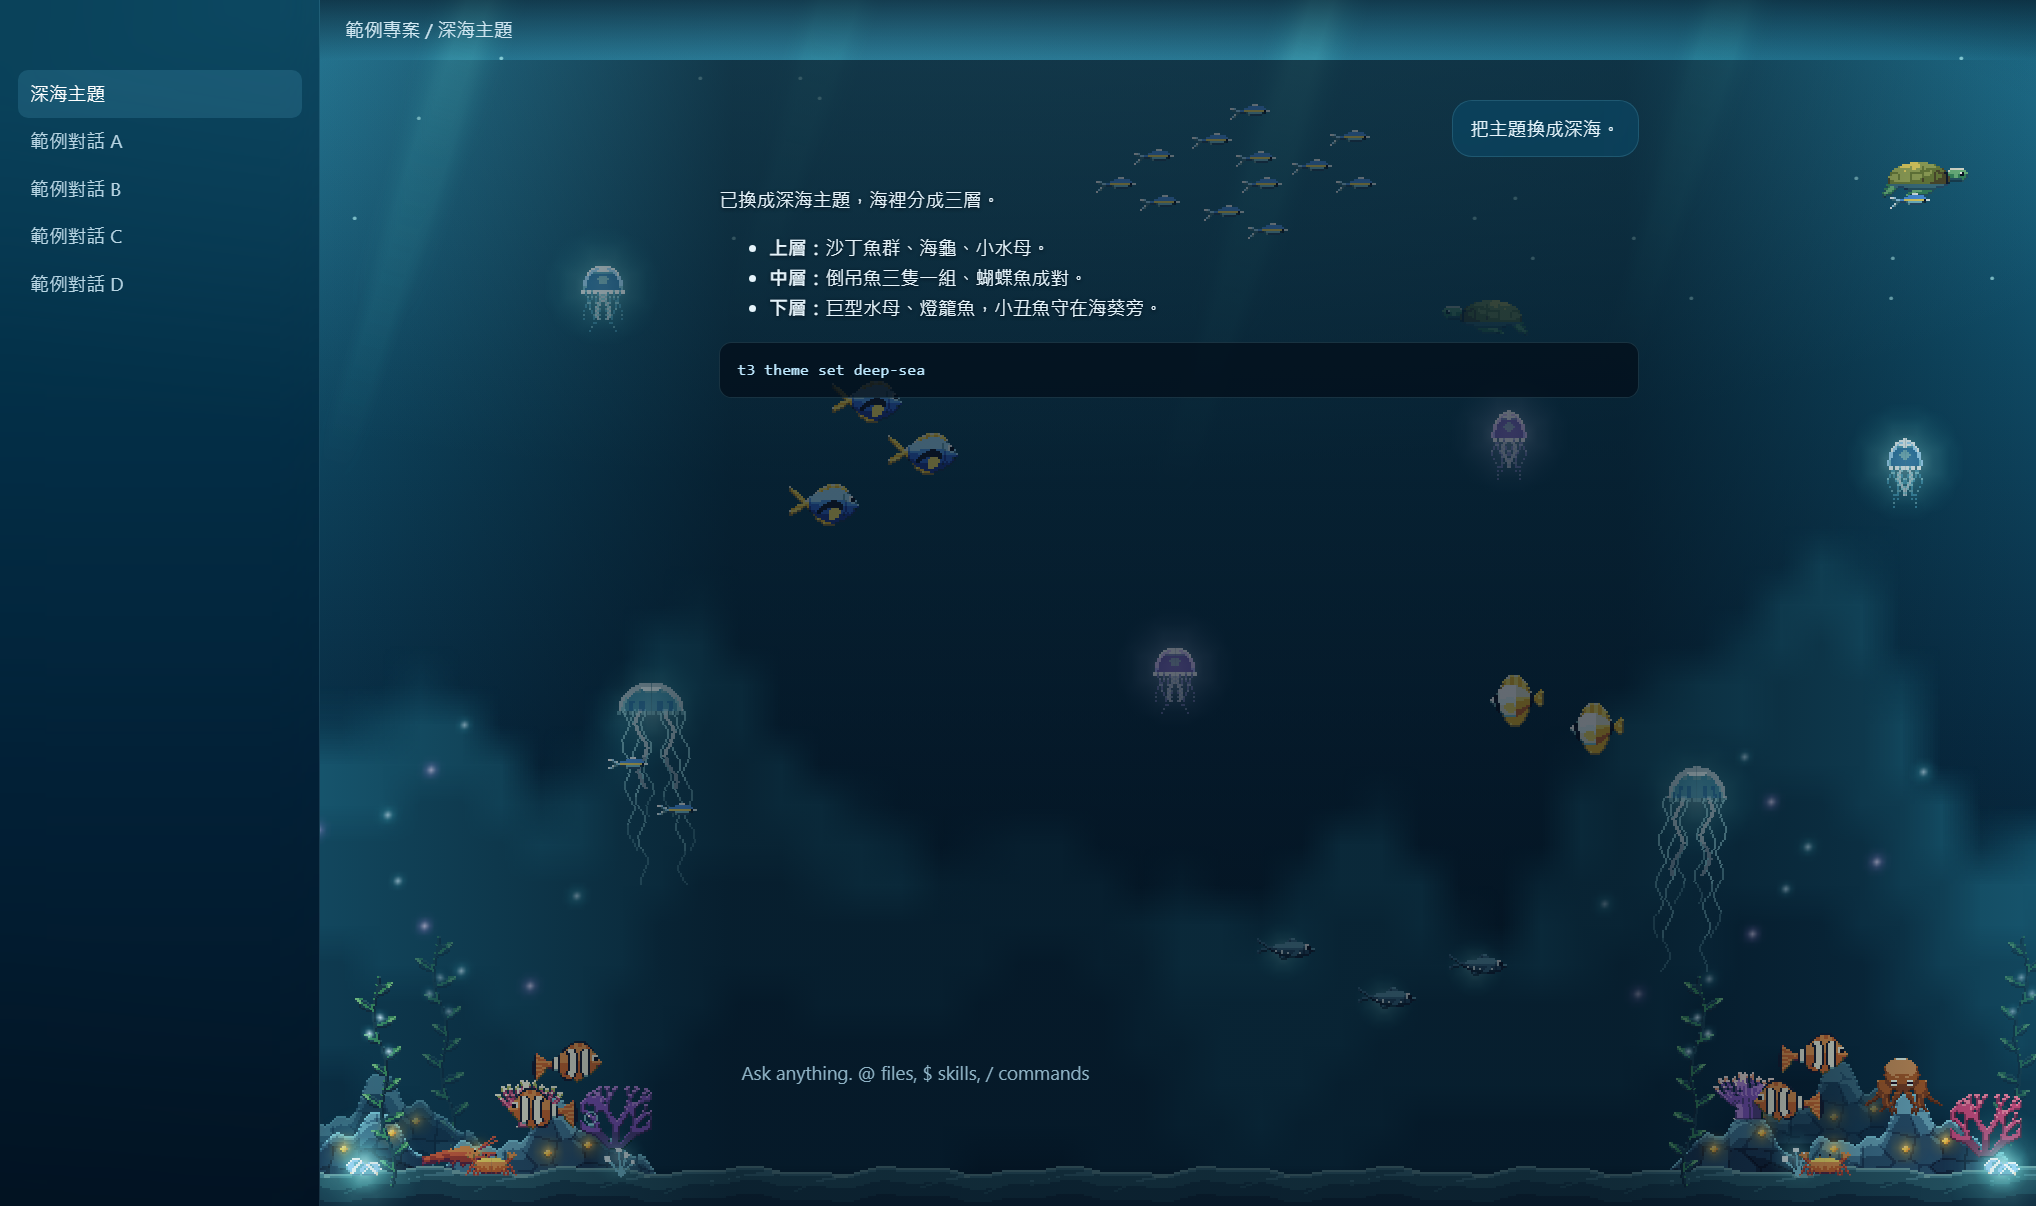 範例專案 / 深海主題
深海主題
範例對話 A
範例對話 B
範例對話 C
範例對話 D
把主題換成深海。
已換成深海主題，海裡分成三層。
• 上層：沙丁魚群、海龜、小水母。
• 中層：倒吊魚三隻一組、蝴蝶魚成對。
• 下層：巨型水母、燈籠魚，小丑魚守在海葵旁。
t3 theme set deep-sea
Ask anything. @ files, $ skills, / commands